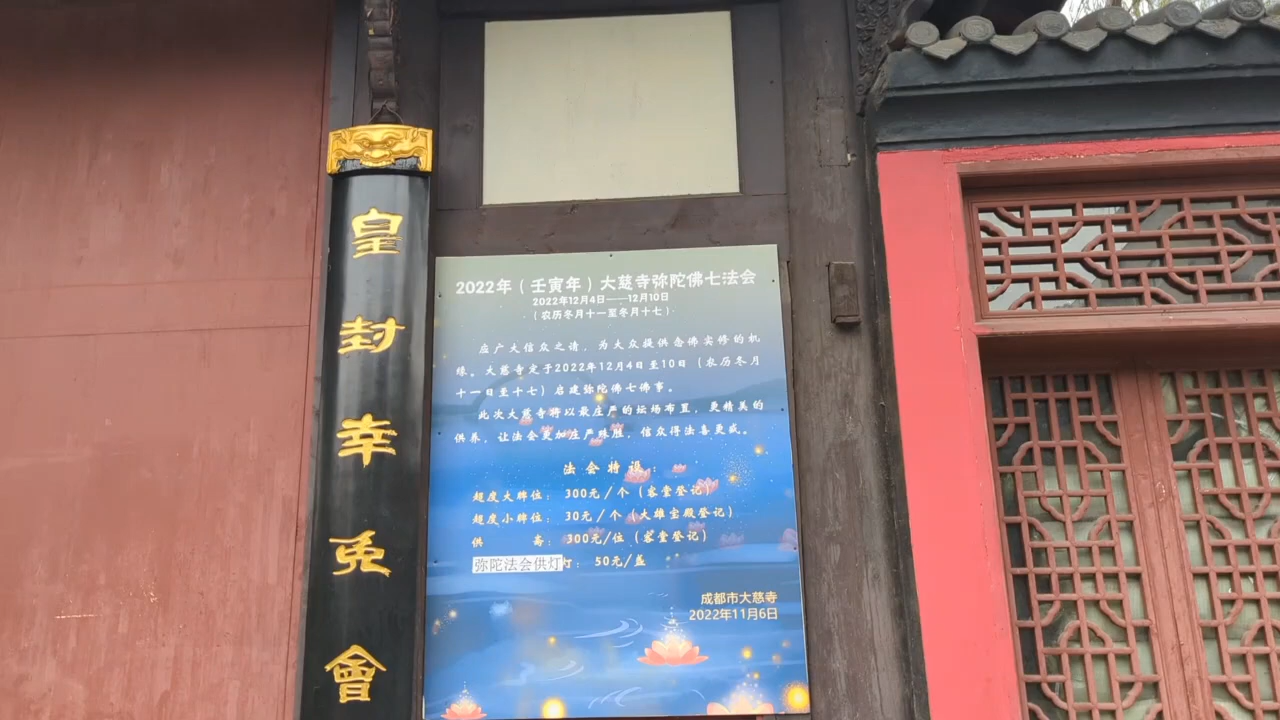 皇封幸免會
2022年（壬寅年）大慈寺弥陀佛七法会
2022年12月4日——12月10日
（农历冬月十一至冬月十七）
应广大信众之请，为大众提供念佛实修的机
缘。大慈寺定于2022年12月4日至10日（农历冬月
十一日至十七）启建弥陀佛七佛事。
此次大慈寺将以最庄严的坛场布置，更精美的
供养，让法会更加庄严殊胜，信众得法喜更盛。
法会特设：
超度大牌位：300元/个（客堂登记）
超度小牌位：30元/个（大雄宝殿登记）
供斋：300元/位（客堂登记）
弥陀法会供灯灯：50元/盏
成都市大慈寺
2022年11月6日